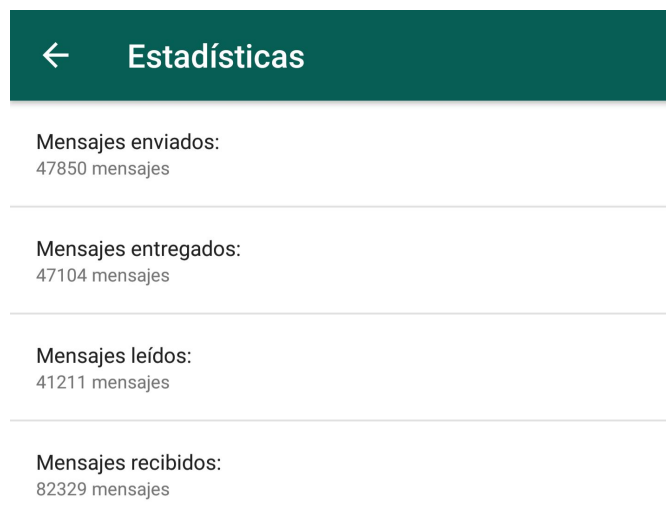 Estadísticas
Mensajes enviados:
47850 mensajes
Mensajes entregados:
47104 mensajes
Mensajes leídos:
41211 mensajes
Mensajes recibidos:
82329 mensajes